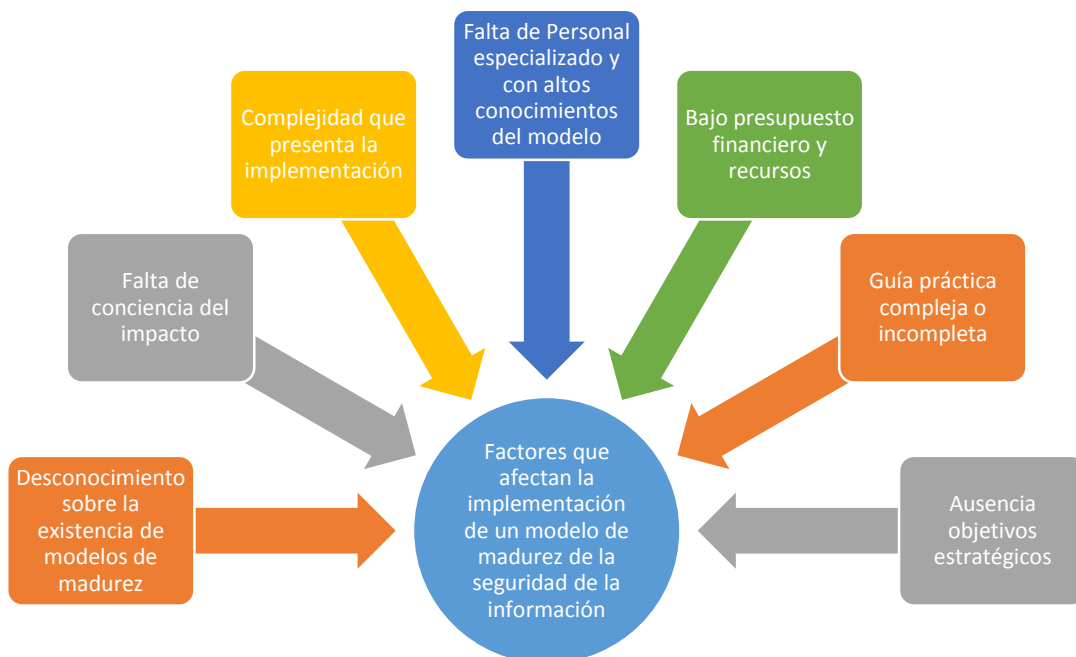 Falta de Personal
especializado y
con altos
conocimientos
del modelo
Complejidad que
presenta la
implementación
Bajo presupuesto
financiero y
recursos
Falta de
conciencia del
impacto
Guía práctica
compleja o
incompleta
Desconocimiento
sobre la
existencia de
modelos de
madurez
Factores que
afectan la
implementación
de un modelo de
madurez de la
seguridad de la
información
Ausencia
objetivos
estratégicos